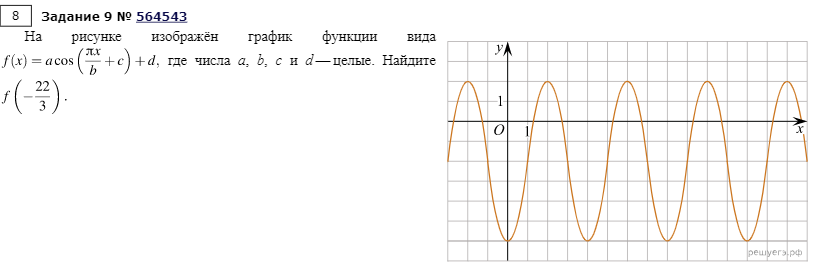 8 Задание 9 № 564543
На рисунке изображён график функции вида
f(x) = a cos(πx/b + c) + d, где числа a, b, c и d — целые. Найдите
f(−22/3).
y
1
O 1 x
решуегэ.рф